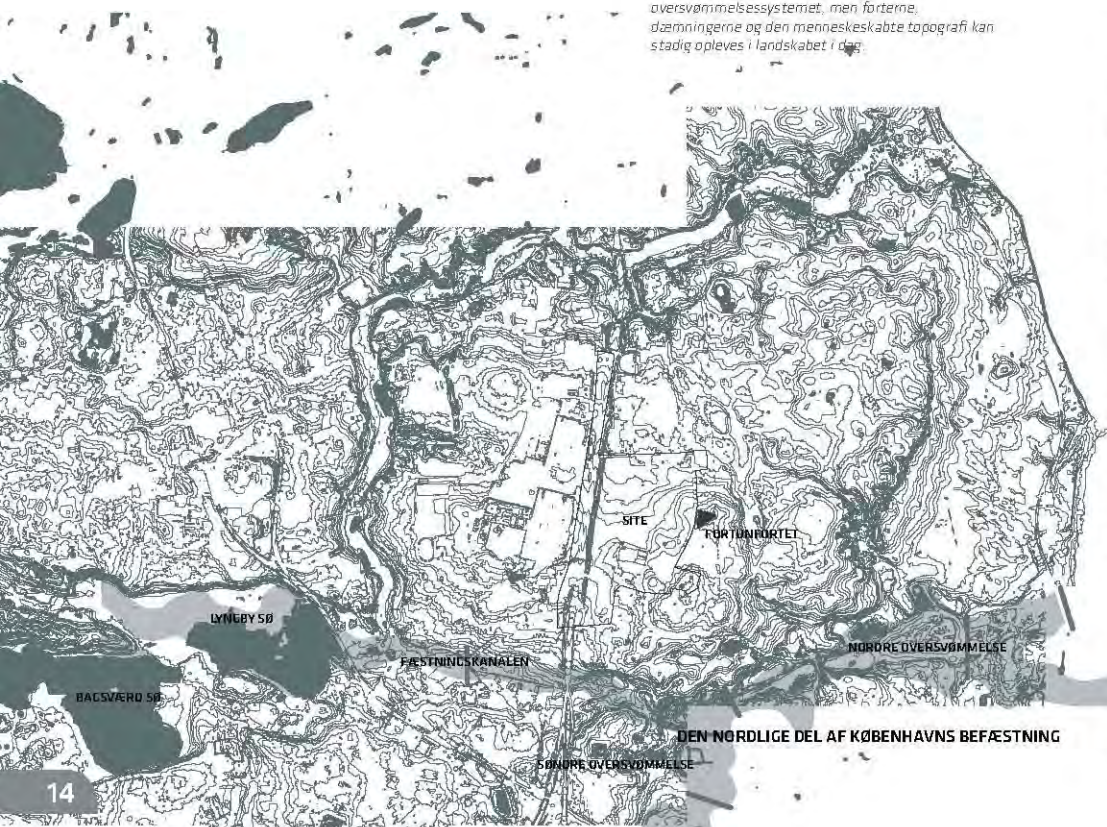 oversvømmelsessystemet, men forterne,
dæmningerne og den menneskeskabte topografi kan
stadig opleves i landskabet i dag.
SITE
FORTUNFORTET
LYNGBY SØ
FÆSTNINGSKANALEN
NORDRE OVERSVØMMELSE
BAGSVÆRD SØ
DEN NORDLIGE DEL AF KØBENHAVNS BEFÆSTNING
SØNDRE OVERSVØMMELSE
14